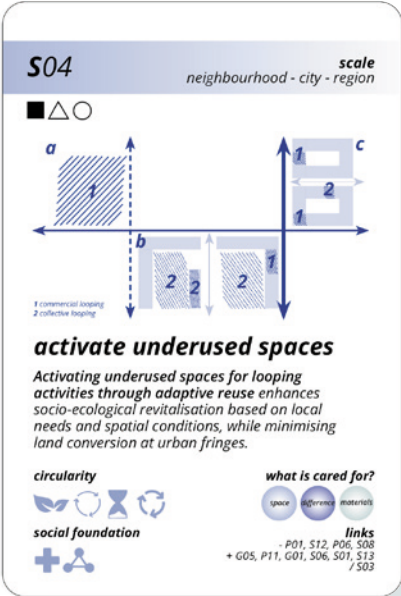 S04
scale
neighbourhood - city - region
a
1
b
2
2
2
1
c
1
2
1
1 commercial looping
2 collective looping
activate underused spaces
Activating underused spaces for looping
activities through adaptive reuse enhances
socio-ecological revitalisation based on local
needs and spatial conditions, while minimising
land conversion at urban fringes.
circularity
what is cared for?
space
difference
materials
social foundation
links
- P01, S12, P06, S08
+ G05, P11, G01, S06, S01, S13
/ S03